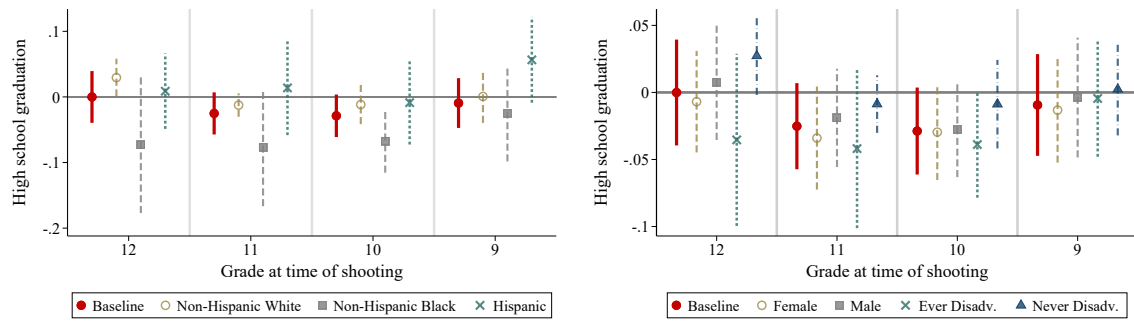 High school graduation
.1
0
-.1
-.2
12
11
10
9
Grade at time of shooting
Baseline
Non-Hispanic White
Non-Hispanic Black
Hispanic
High school graduation
.05
0
-.05
-.1
12
11
10
9
Grade at time of shooting
Baseline
Female
Male
Ever Disadv.
Never Disadv.